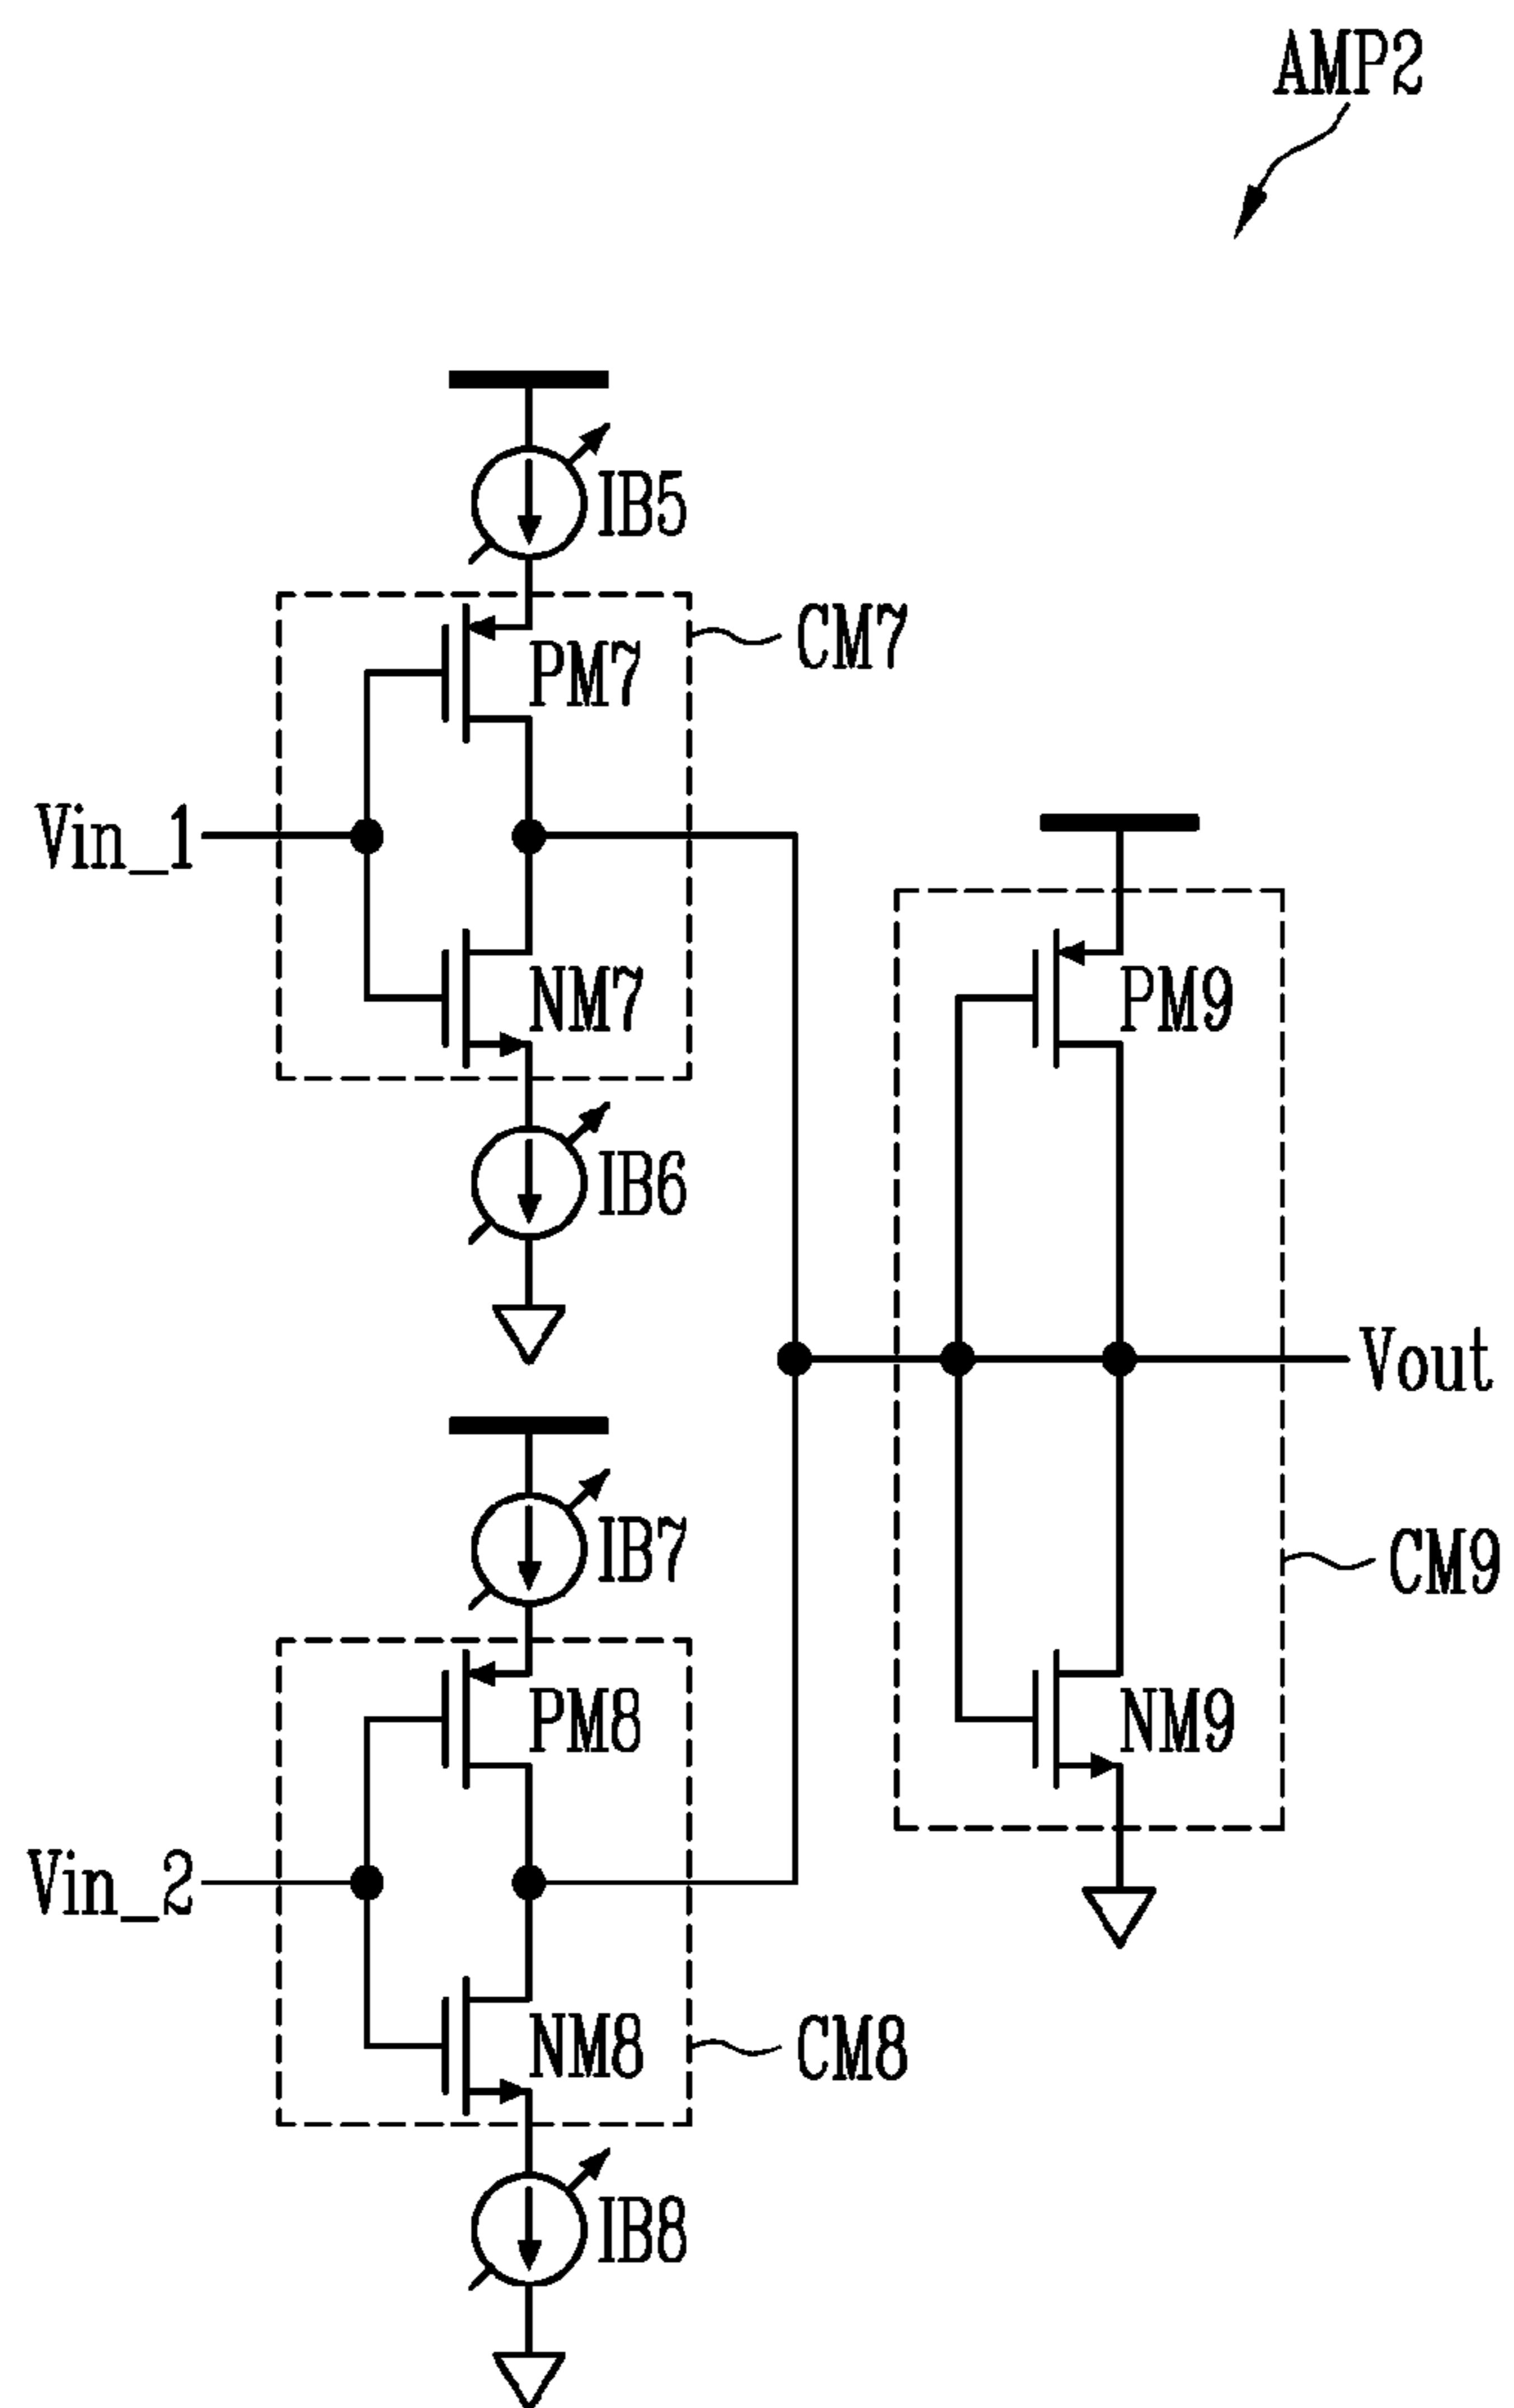 AMP2
IB5
CM7
PM7
Vin_1
NM7
PM9
IB6
Vout
IB7
CM9
PM8
NM9
Vin_2
NM8
CM8
IB8